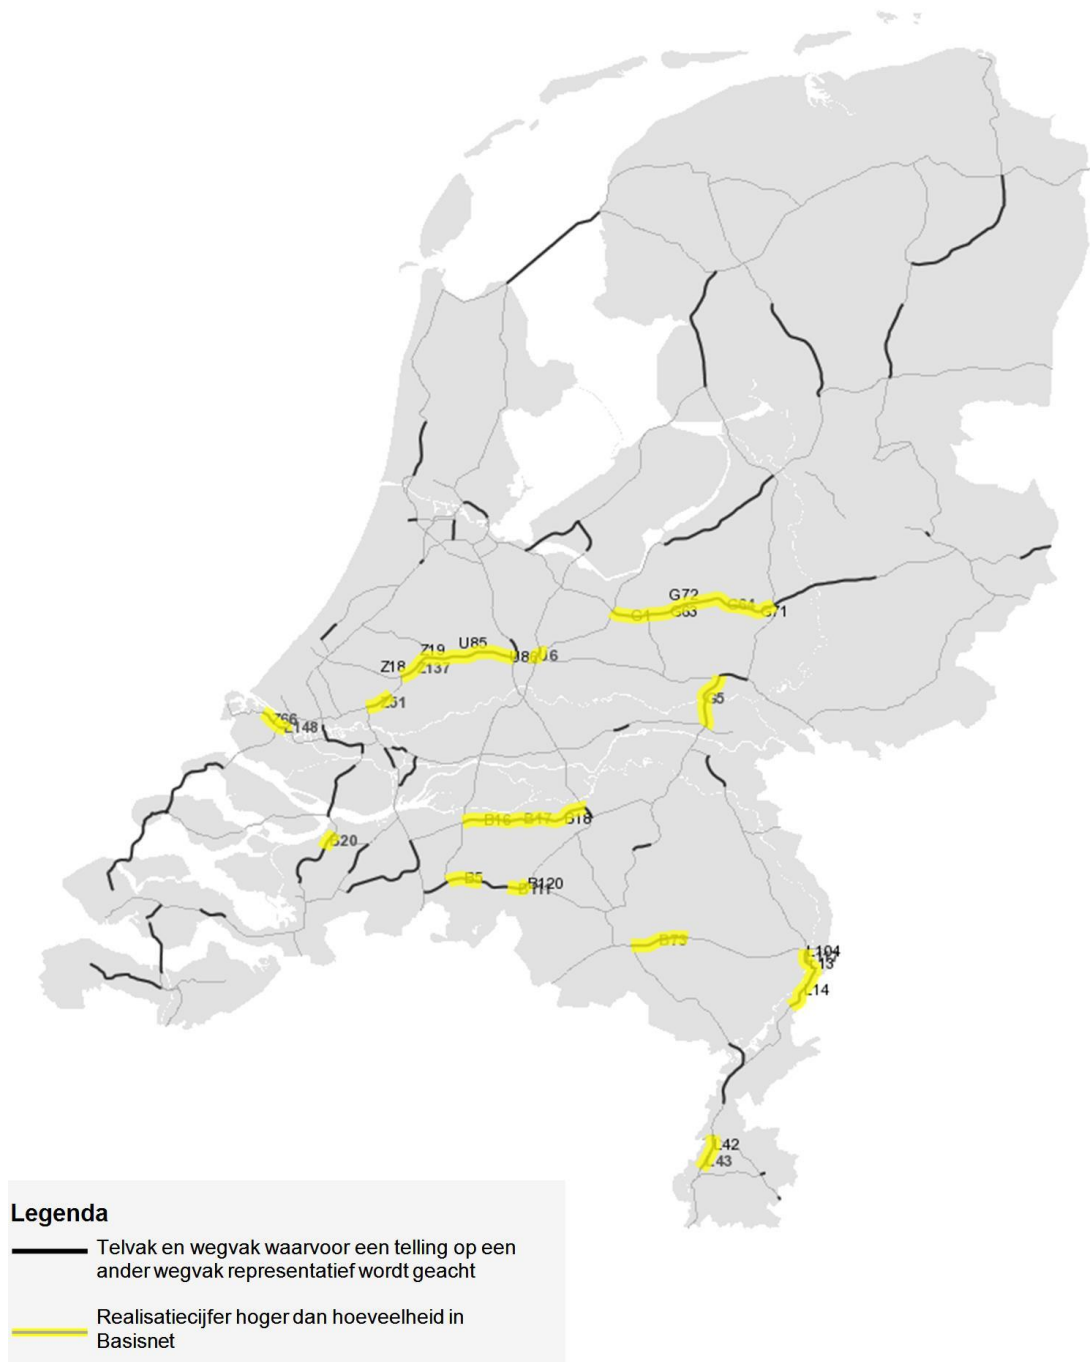 G72
G1
G63
G64
G71
U85
Z19
U6
Z18
Z137
Z51
G5
Z66
Z148
B16
B17
B20
B5
B120
B111
B73
L104
L13
L14
L42
L43
Legenda
Telvak en wegvak waarvoor een telling op een
ander wegvak representatief wordt geacht
Realisatiecijfer hoger dan hoeveelheid in
Basisnet